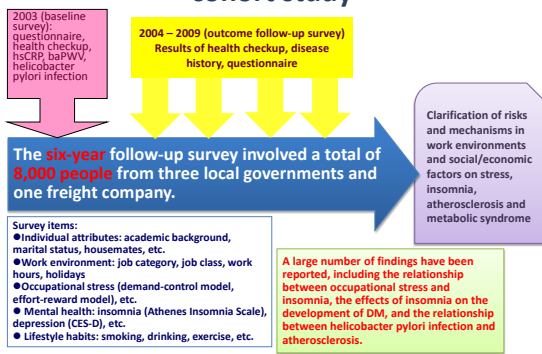 cohort study
2003 (baseline
survey):
questionnaire,
health checkup,
hsCRP, baPWV,
helicobacter
pylori infection
2004 – 2009 (outcome follow-up survey)
Results of health checkup, disease
history, questionnaire
The six-year follow-up survey involved a total of
8,000 people from three local governments and
one freight company.
Clarification of risks
and mechanisms in
work environments
and social/economic
factors on stress,
insomnia,
atherosclerosis and
metabolic syndrome
Survey items:
●Individual attributes: academic background,
marital status, housemates, etc.
●Work environment: job category, job class, work
hours, holidays
●Occupational stress (demand-control model,
effort-reward model), etc.
● Mental health: insomnia (Athenes Insomnia Scale),
depression (CES-D), etc.
● Lifestyle habits: smoking, drinking, exercise, etc.
A large number of findings have been
reported, including the relationship
between occupational stress and
insomnia, the effects of insomnia on the
development of DM, and the relationship
between helicobacter pylori infection and
atherosclerosis.